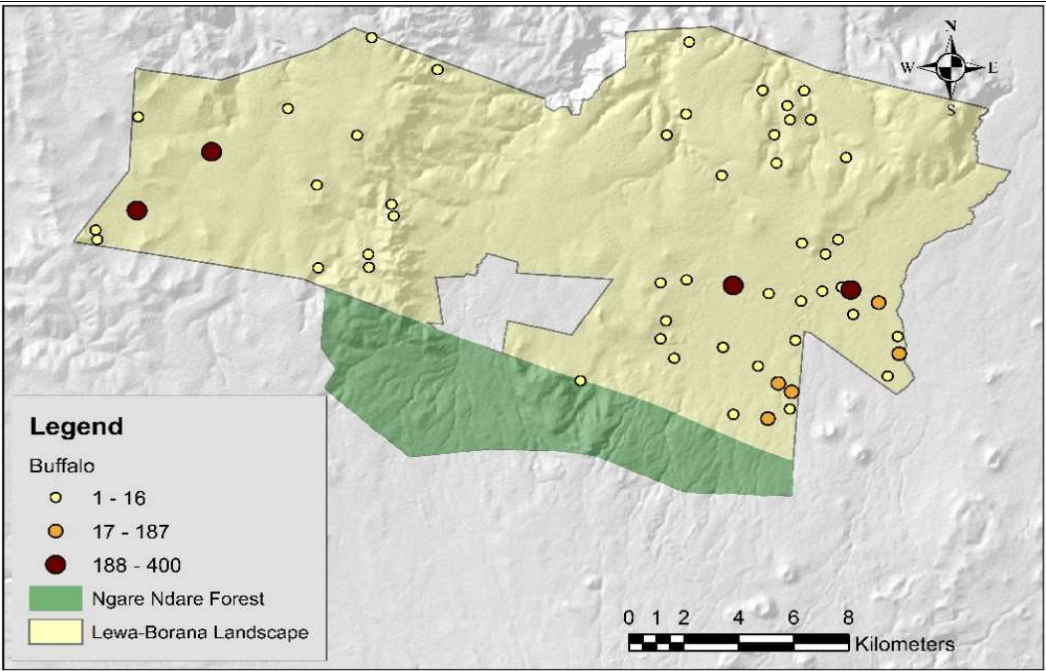 N
W E
S
Legend
Buffalo
1 - 16
17 - 187
188 - 400
Ngare Ndare Forest
Lewa-Borana Landscape
0 1 2 4 6 8
Kilometers